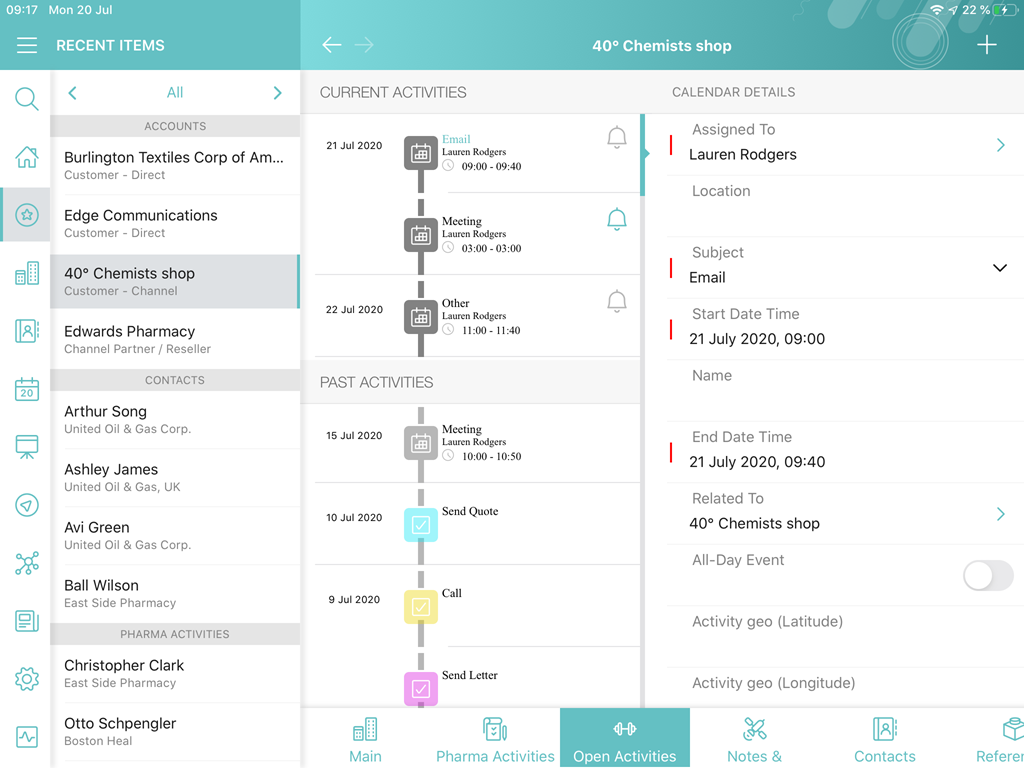 09:17 Mon 20 Jul
22 %
RECENT ITEMS
40° Chemists shop
All
ACCOUNTS
Burlington Textiles Corp of Am...
Customer - Direct
Edge Communications
Customer - Direct
40° Chemists shop
Customer - Channel
Edwards Pharmacy
Channel Partner / Reseller
CONTACTS
Arthur Song
United Oil & Gas Corp.
Ashley James
United Oil & Gas, UK
Avi Green
United Oil & Gas Corp.
Ball Wilson
East Side Pharmacy
PHARMA ACTIVITIES
Christopher Clark
East Side Pharmacy
Otto Schpengler
Boston Heal
20
CURRENT ACTIVITIES
21 Jul 2020
Email
Lauren Rodgers
09:00 - 09:40
Meeting
Lauren Rodgers
03:00 - 03:00
22 Jul 2020
Other
Lauren Rodgers
11:00 - 11:40
PAST ACTIVITIES
15 Jul 2020
Meeting
Lauren Rodgers
10:00 - 10:50
10 Jul 2020
Send Quote
9 Jul 2020
Call
Send Letter
CALENDAR DETAILS
Assigned To
Lauren Rodgers
Location
Subject
Email
Start Date Time
21 July 2020, 09:00
Name
End Date Time
21 July 2020, 09:40
Related To
40° Chemists shop
All-Day Event
Activity geo (Latitude)
Activity geo (Longitude)
Main
Pharma Activities
Open Activities
Notes &
Contacts
Referen